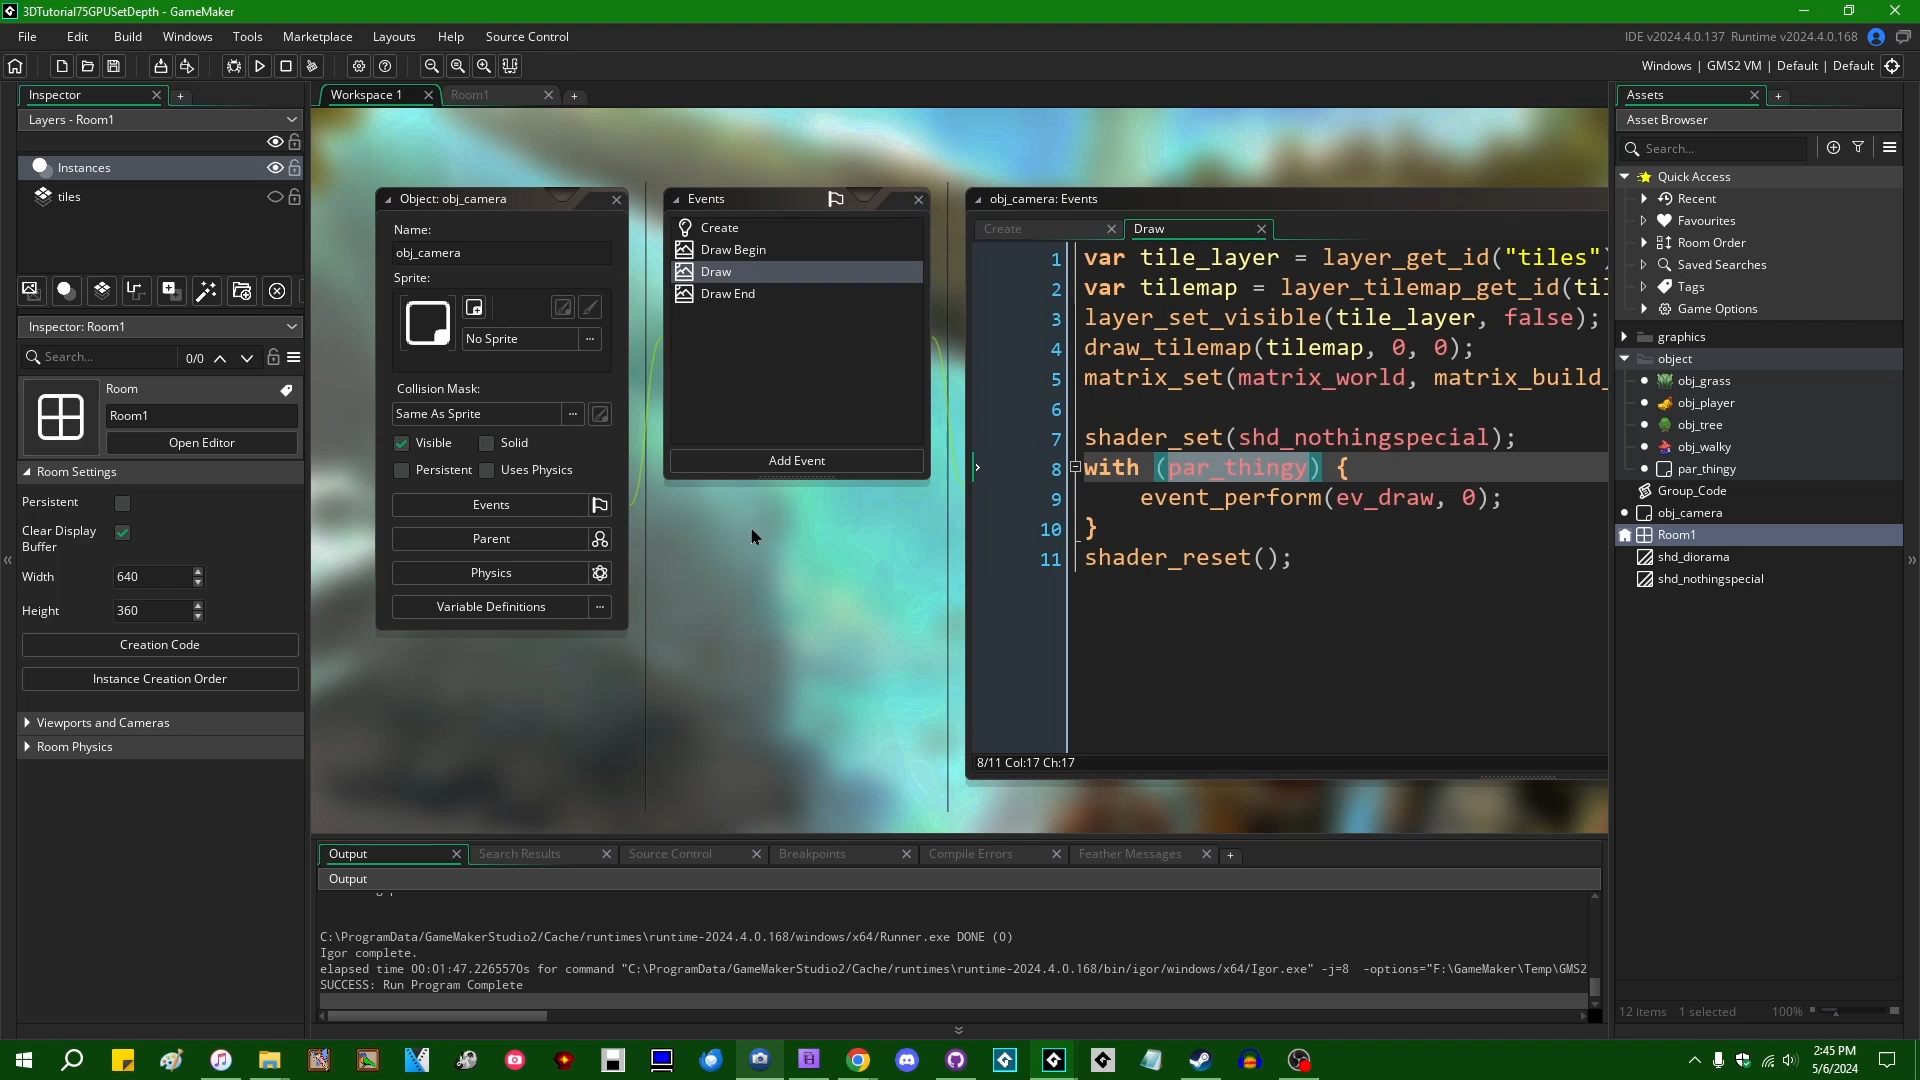 3DTutorial75GPUSetDepth - GameMaker
File Edit Build Windows Tools Marketplace Layouts Help Source Control
IDE v2024.4.0.137 Runtime v2024.4.0.168
Windows | GMS2 VM | Default | Default
Inspector
Layers - Room1
Instances
tiles
Inspector: Room1
Search...
0/0
Room
Room1
Open Editor
Room Settings
Persistent
Clear Display
Buffer
Width 640
Height 360
Creation Code
Instance Creation Order
Viewports and Cameras
Room Physics
Workspace 1 Room1
Object: obj_camera
Name:
obj_camera
Sprite:
No Sprite
Collision Mask:
Same As Sprite
Visible Solid
Persistent Uses Physics
Events
Parent
Physics
Variable Definitions
Events
Create
Draw Begin
Draw
Draw End
Add Event
obj_camera: Events
Create Draw
1 var tile_layer = layer_get_id("tiles")
2 var tilemap = layer_tilemap_get_id(til
3 layer_set_visible(tile_layer, false);
4 draw_tilemap(tilemap, 0, 0);
5 matrix_set(matrix_world, matrix_build_
6
7 shader_set(shd_nothingspecial);
8 with (par_thingy) {
9 event_perform(ev_draw, 0);
10 }
11 shader_reset();
8/11 Col:17 Ch:17
Output Search Results Source Control Breakpoints Compile Errors Feather Messages
Output
C:\ProgramData/GameMakerStudio2/Cache/runtimes\runtime-2024.4.0.168/windows/x64/Runner.exe DONE (0)
Igor complete.
elapsed time 00:01:47.2265570s for command "C:\ProgramData/GameMakerStudio2/Cache/runtimes\runtime-2024.4.0.168/bin/igor/windows/x64/Igor.exe" -j=8 -options="F:\GameMaker\Temp\GMS2
SUCCESS: Run Program Complete
Assets
Asset Browser
Search...
Quick Access
Recent
Favourites
Room Order
Saved Searches
Tags
Game Options
graphics
object
obj_grass
obj_player
obj_tree
obj_walky
par_thingy
Group_Code
obj_camera
Room1
shd_diorama
shd_nothingspecial
12 items 1 selected 100%
2:45 PM
5/6/2024